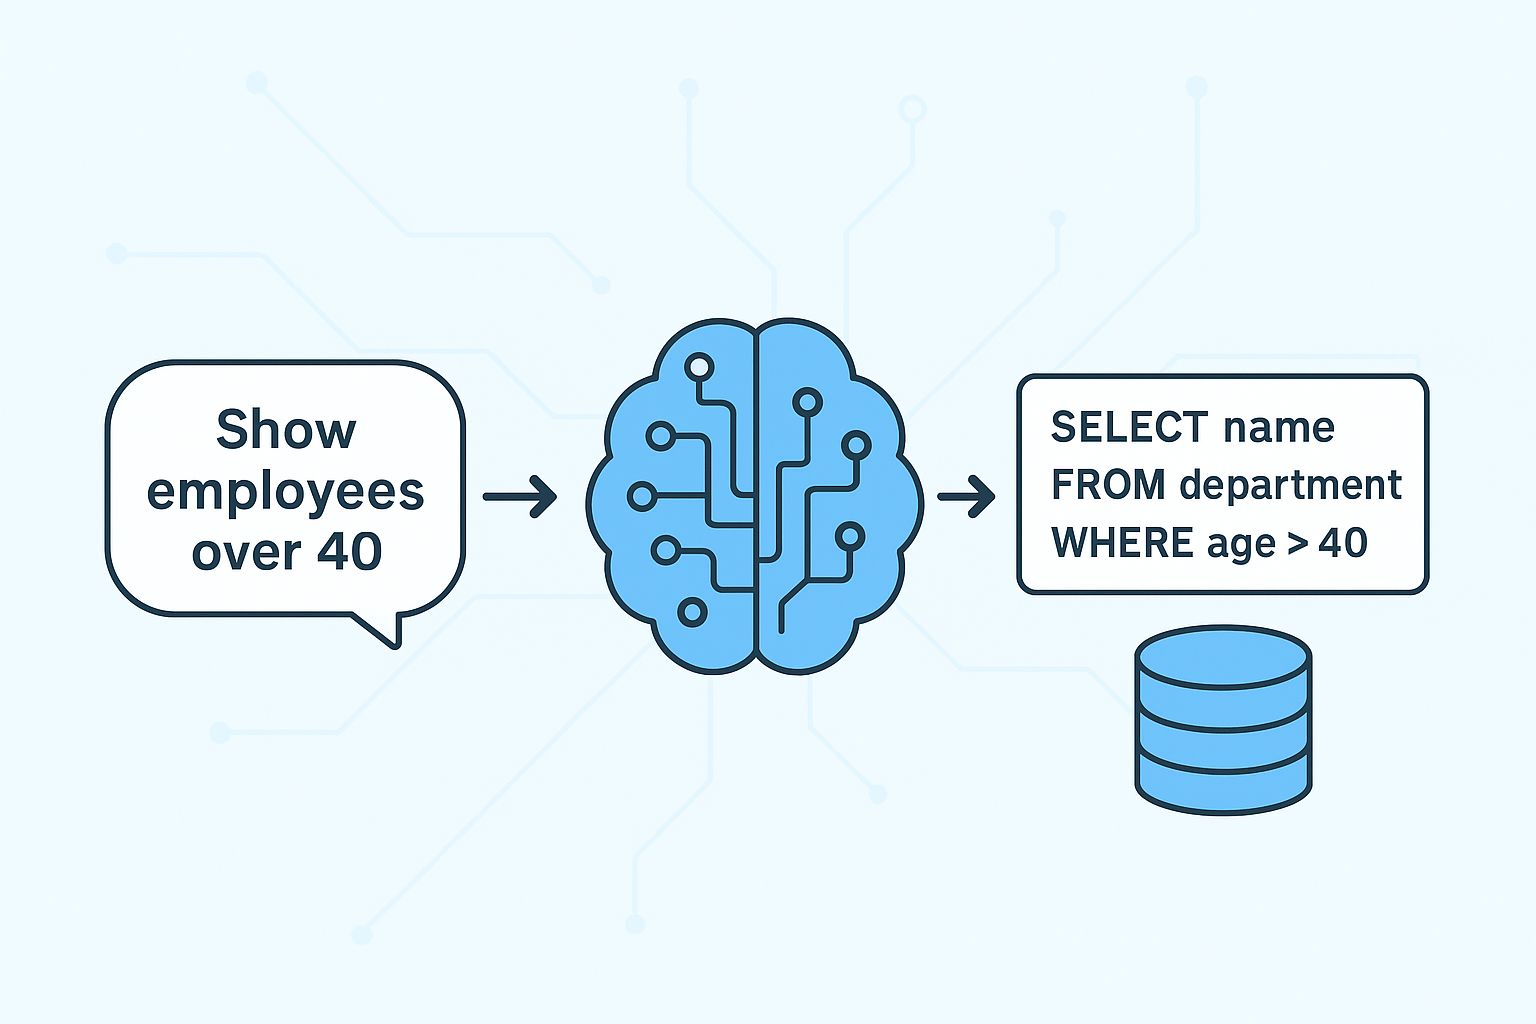 Show
employees
over 40
SELECT name
FROM department
WHERE age > 40